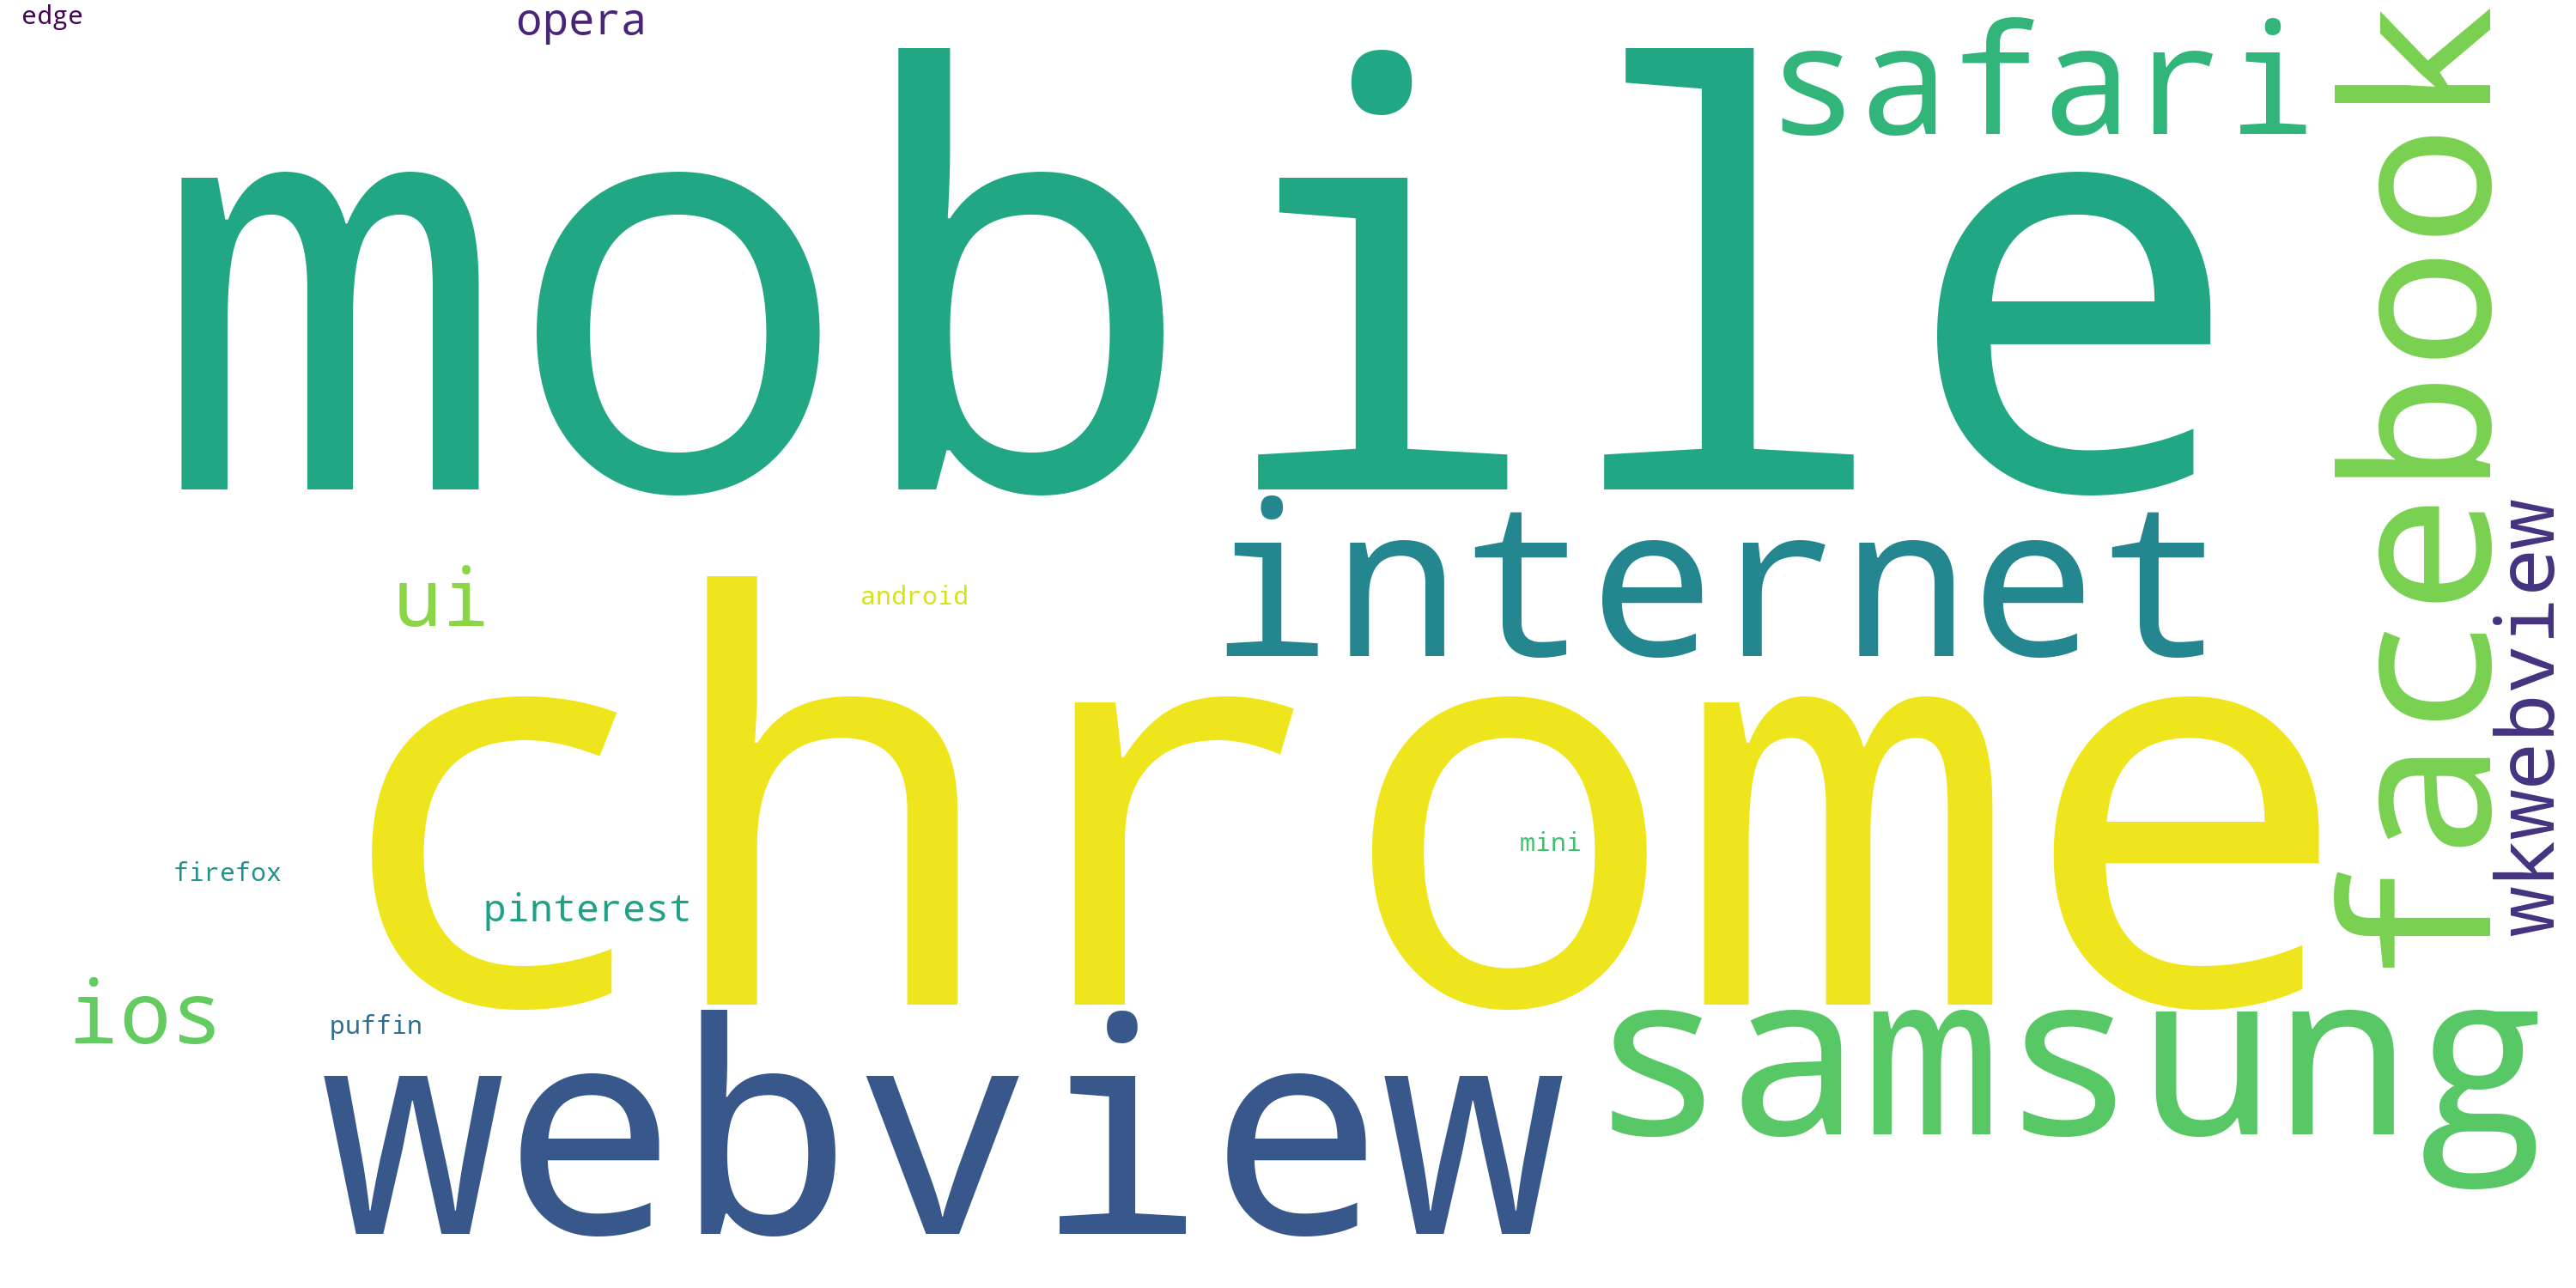 edge
opera
safari
mobile
facebook
internet
wkwebview
ui
android
chrome
mini
firefox
pinterest
ios
puffin
samsung
webview